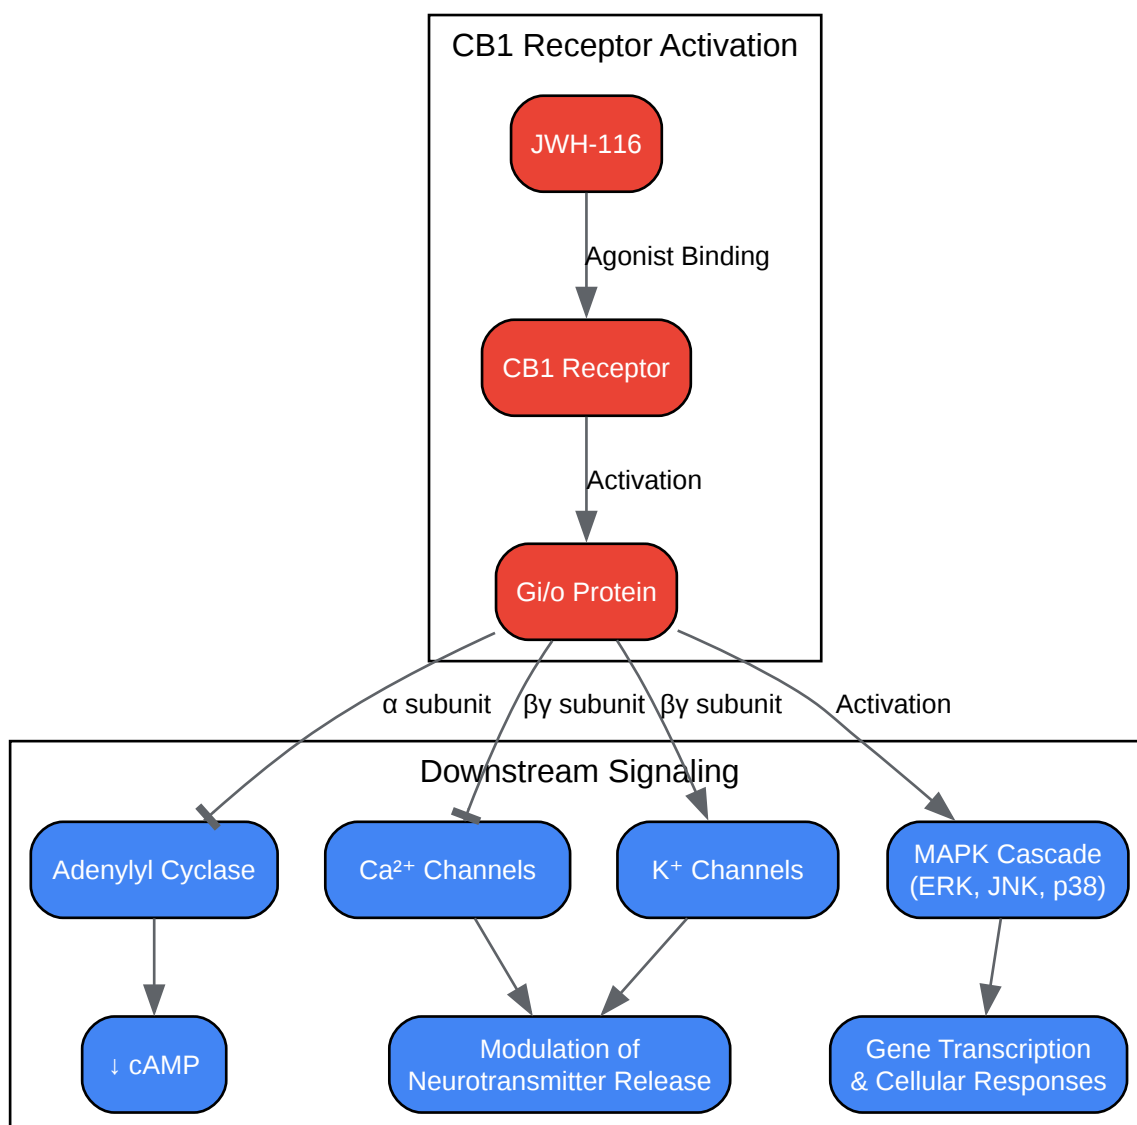 CB1 Receptor Activation
JWH-116
Agonist Binding
CB1 Receptor
Activation
Gi/o Protein
α subunit
βγ subunit
βγ subunit
Activation
Downstream Signaling
Adenylyl Cyclase
Ca²⁺ Channels
K⁺ Channels
MAPK Cascade
(ERK, JNK, p38)
↓ cAMP
Modulation of
Neurotransmitter Release
Gene Transcription
& Cellular Responses